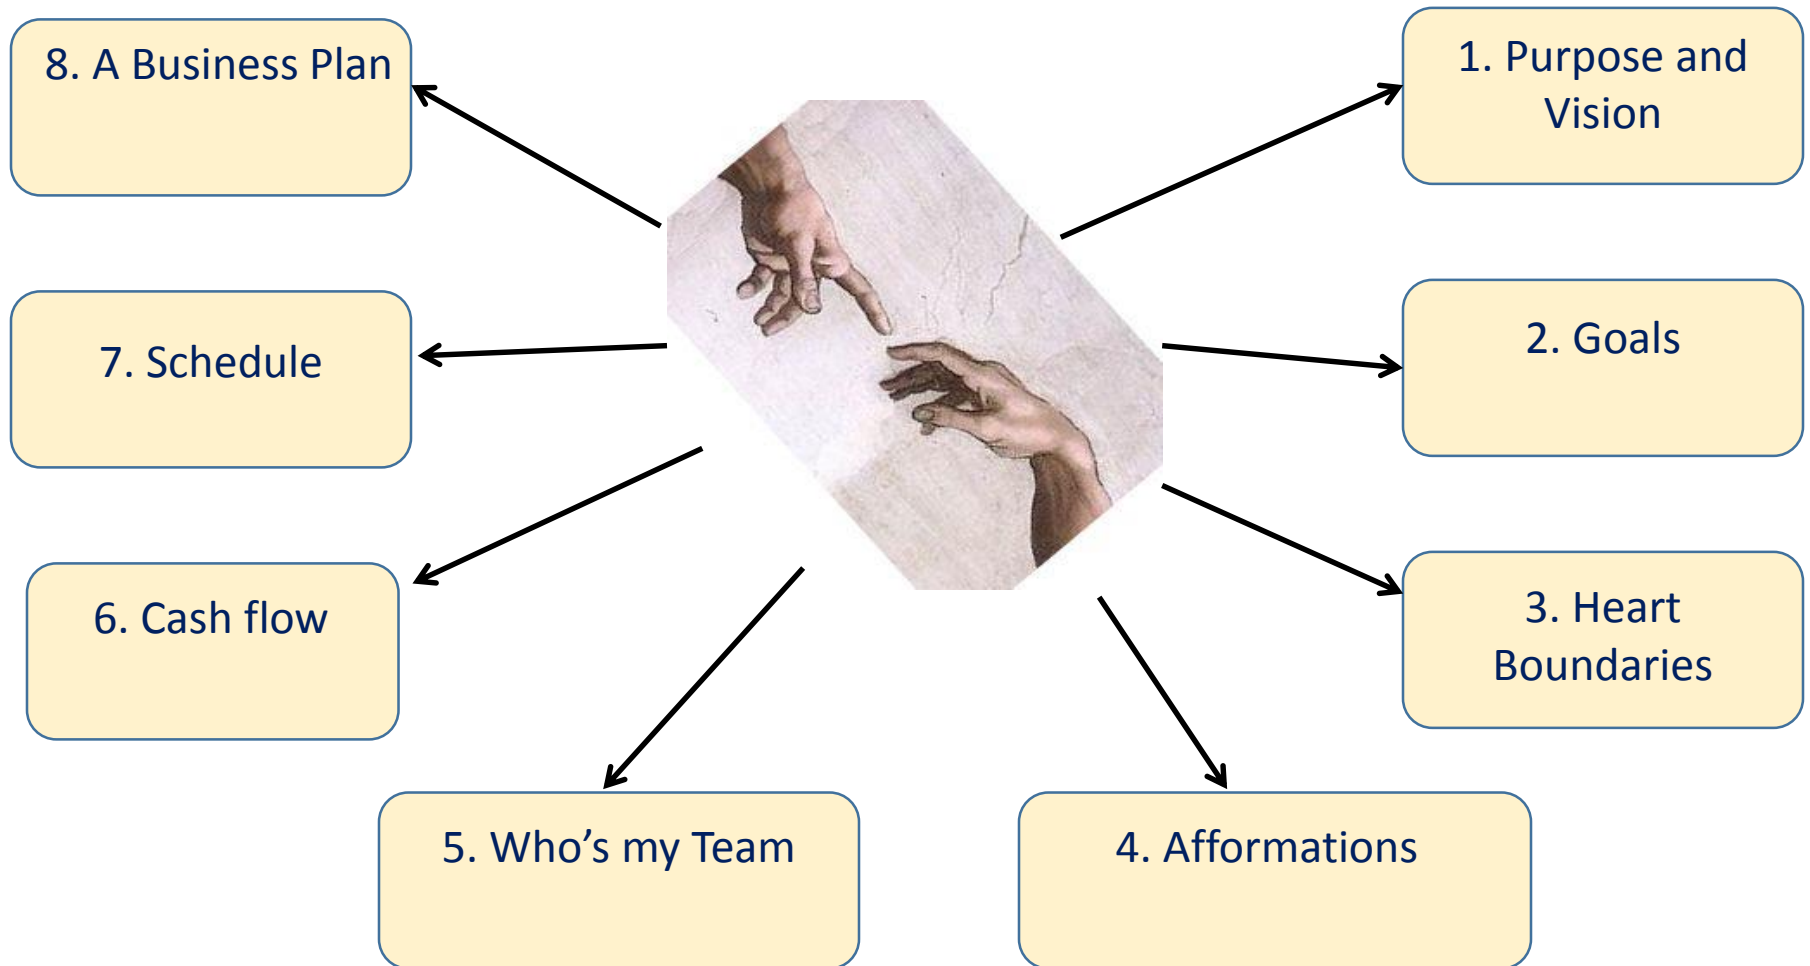 1. Purpose and
Vision
2. Goals
3. Heart
Boundaries
4. Afformations
5. Who’s my Team
6. Cash flow
7. Schedule
8. A Business Plan